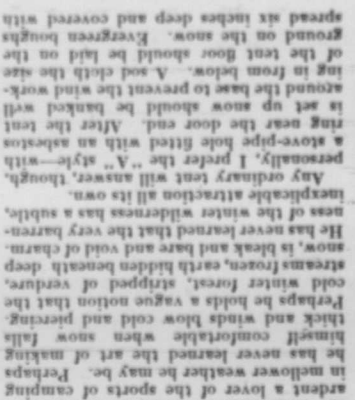 ardent a lover of the sports of camping
in mellower weather he may be. Perhaps
he has never learned the art of making
himself comfortable when snow falls
thick and winds blow cold and piercing.
Perhaps he holds a vague notion that the
cold winter forest, stripped of verdure,
streams frozen, earth hidden beneath deep
snow, is bleak and bare and void of charm.
He has never learned that the very barren-
ness of the winter wilderness has a subtle,
inexplicable attraction all its own.
Any ordinary tent will answer, though,
personally, I prefer the "A" style—with
a stove-pipe hole fitted with an asbestos
ring near the door end. After the tent
is set up snow should be banked well
around the base to prevent the wind work-
ing in from below. A sod cloth the size
of the tent floor should be laid on the
ground on the snow. Evergreen boughs
spread six inches deep and covered with